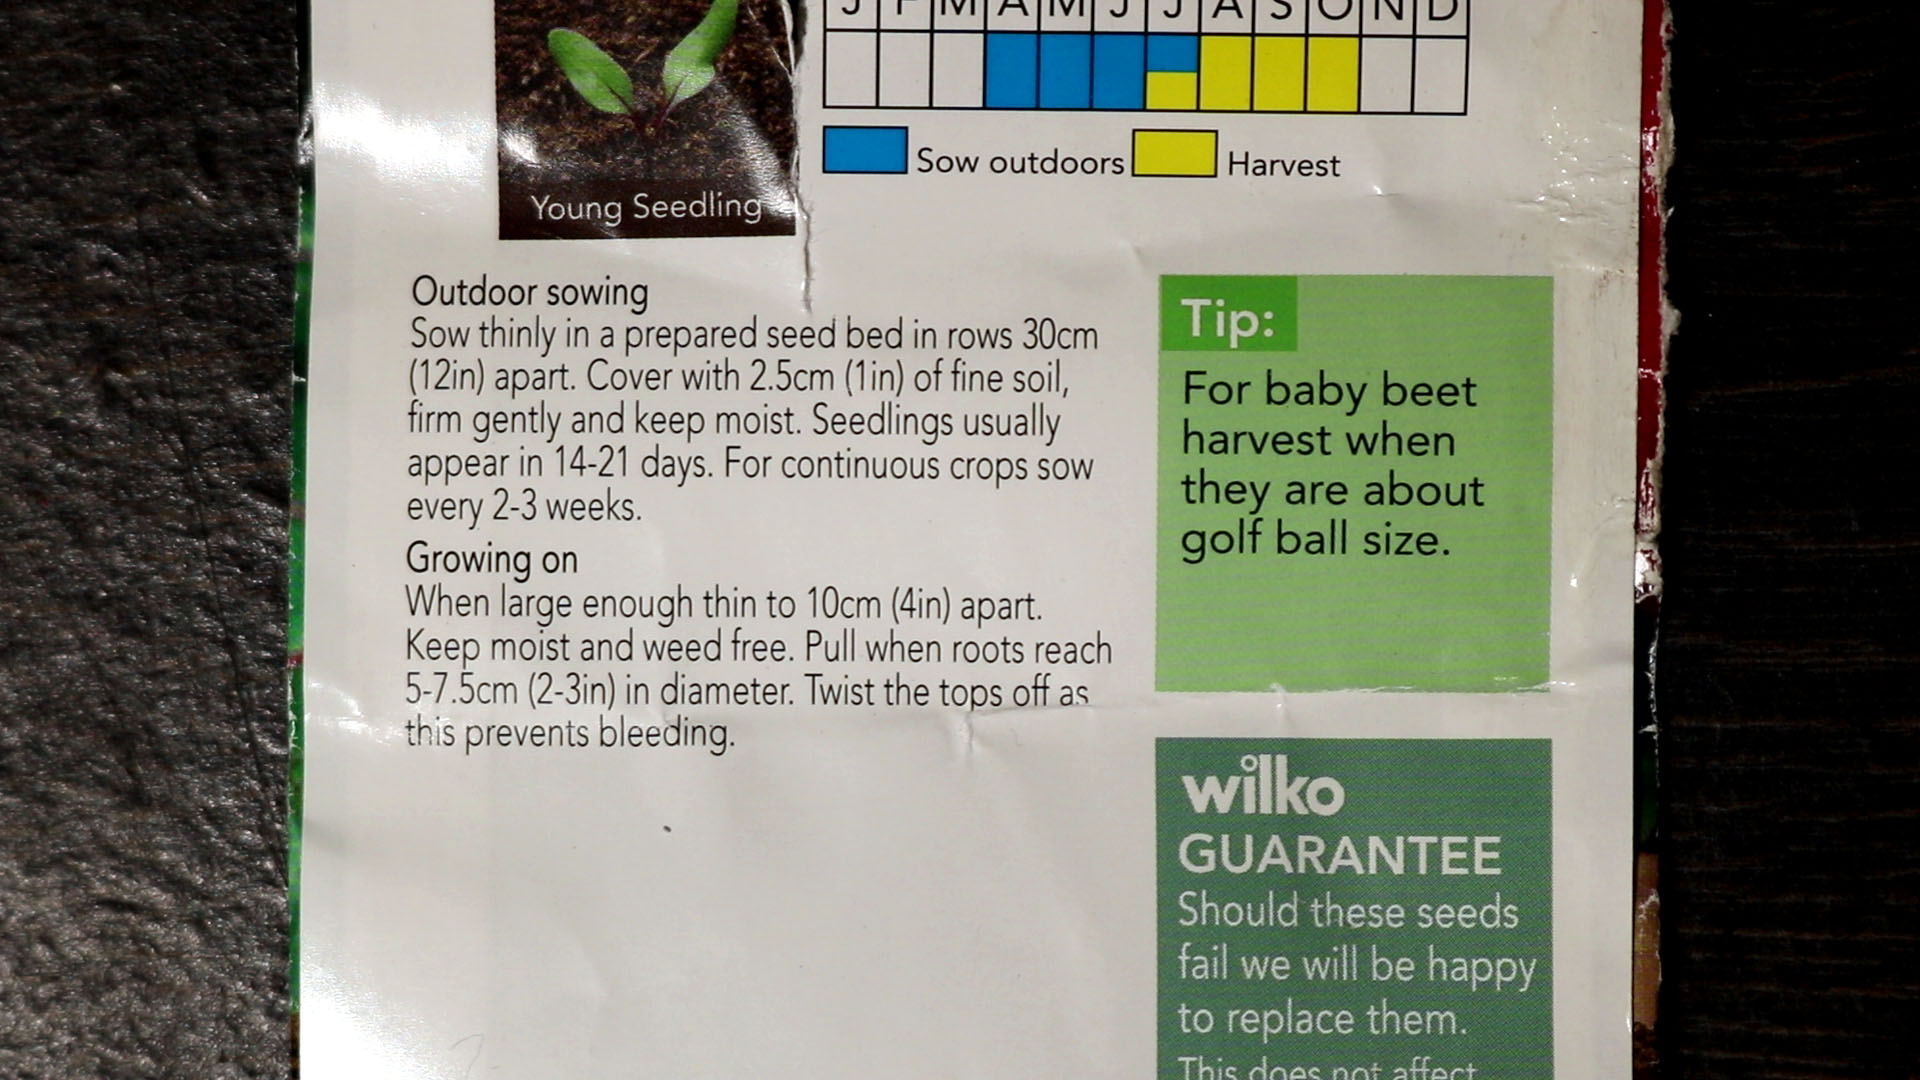 J F M A M J J A S O N D
Sow outdoors Harvest
Young Seedling
Outdoor sowing
Sow thinly in a prepared seed bed in rows 30cm
(12in) apart. Cover with 2.5cm (1in) of fine soil,
firm gently and keep moist. Seedlings usually
appear in 14-21 days. For continuous crops sow
every 2-3 weeks.
Growing on
When large enough thin to 10cm (4in) apart.
Keep moist and weed free. Pull when roots reach
5-7.5cm (2-3in) in diameter. Twist the tops off as
this prevents bleeding.
Tip:
For baby beet
harvest when
they are about
golf ball size.
wilko
GUARANTEE
Should these seeds
fail we will be happy
to replace them.
This does not affect